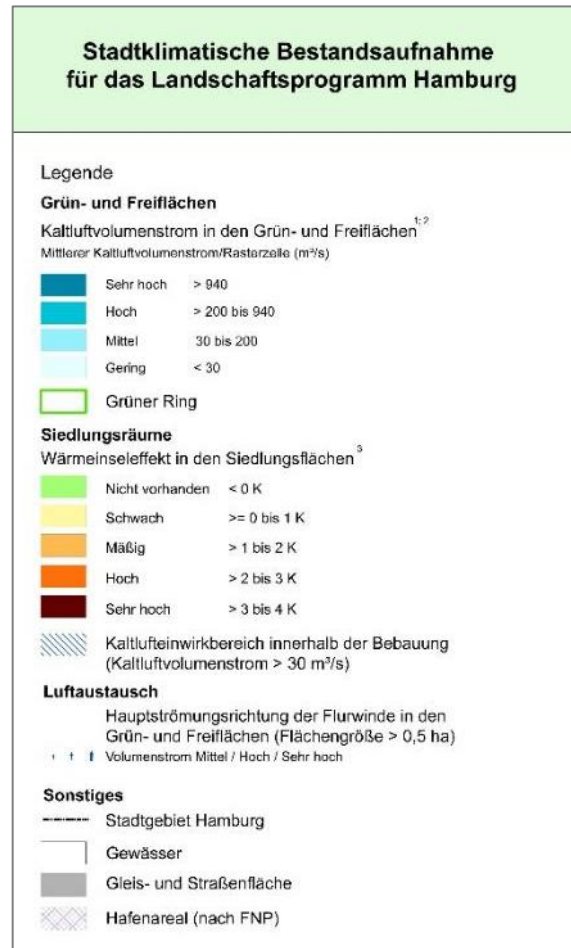 Stadtklimatische Bestandsaufnahme
für das Landschaftsprogramm Hamburg
Legende
Grün- und Freiflächen
Kaltluftvolumenstrom in den Grün- und Freiflächen 1; 2
Mittlerer Kaltluftvolumenstrom/Rasterzelle (m³/s)
Sehr hoch > 940
Hoch > 200 bis 940
Mittel 30 bis 200
Gering < 30
Grüner Ring
Siedlungsräume
Wärmeinseleffekt in den Siedlungsflächen 3
Nicht vorhanden < 0 K
Schwach >= 0 bis 1 K
Mäßig > 1 bis 2 K
Hoch > 2 bis 3 K
Sehr hoch > 3 bis 4 K
Kaltlufteinwirkbereich innerhalb der Bebauung
(Kaltluftvolumenstrom > 30 m³/s)
Luftaustausch
Hauptströmungsrichtung der Flurwinde in den
Grün- und Freiflächen (Flächengröße > 0,5 ha)
Volumenstrom Mittel / Hoch / Sehr hoch
Sonstiges
Stadtgebiet Hamburg
Gewässer
Gleis- und Straßenfläche
Hafenareal (nach FNP)